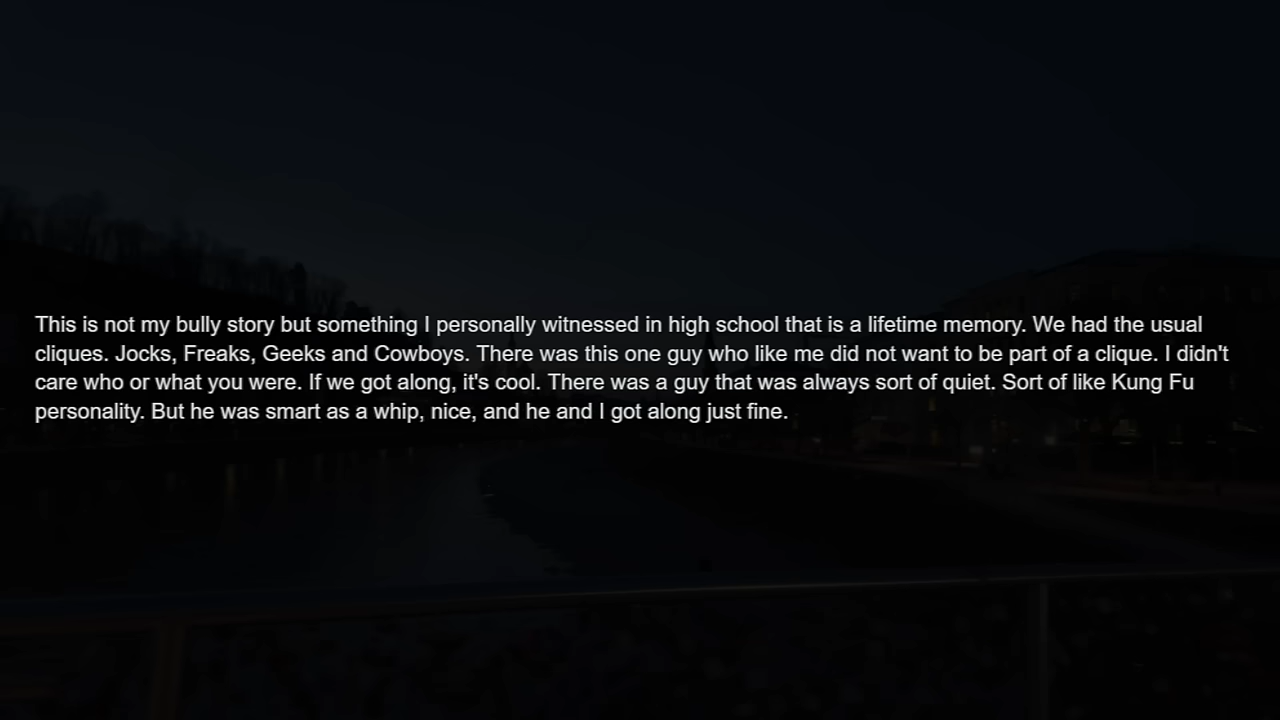 This is not my bully story but something I personally witnessed in high school that is a lifetime memory. We had the usual
cliques. Jocks, Freaks, Geeks and Cowboys. There was this one guy who like me did not want to be part of a clique. I didn't
care who or what you were. If we got along, it's cool. There was a guy that was always sort of quiet. Sort of like Kung Fu
personality. But he was smart as a whip, nice, and he and I got along just fine.